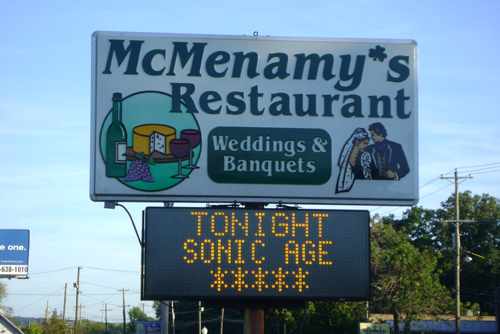 McMenamy's
Restaurant
Weddings &
Banquets
TONIGHT
SONIC AGE
*****
e one.
-638-1010